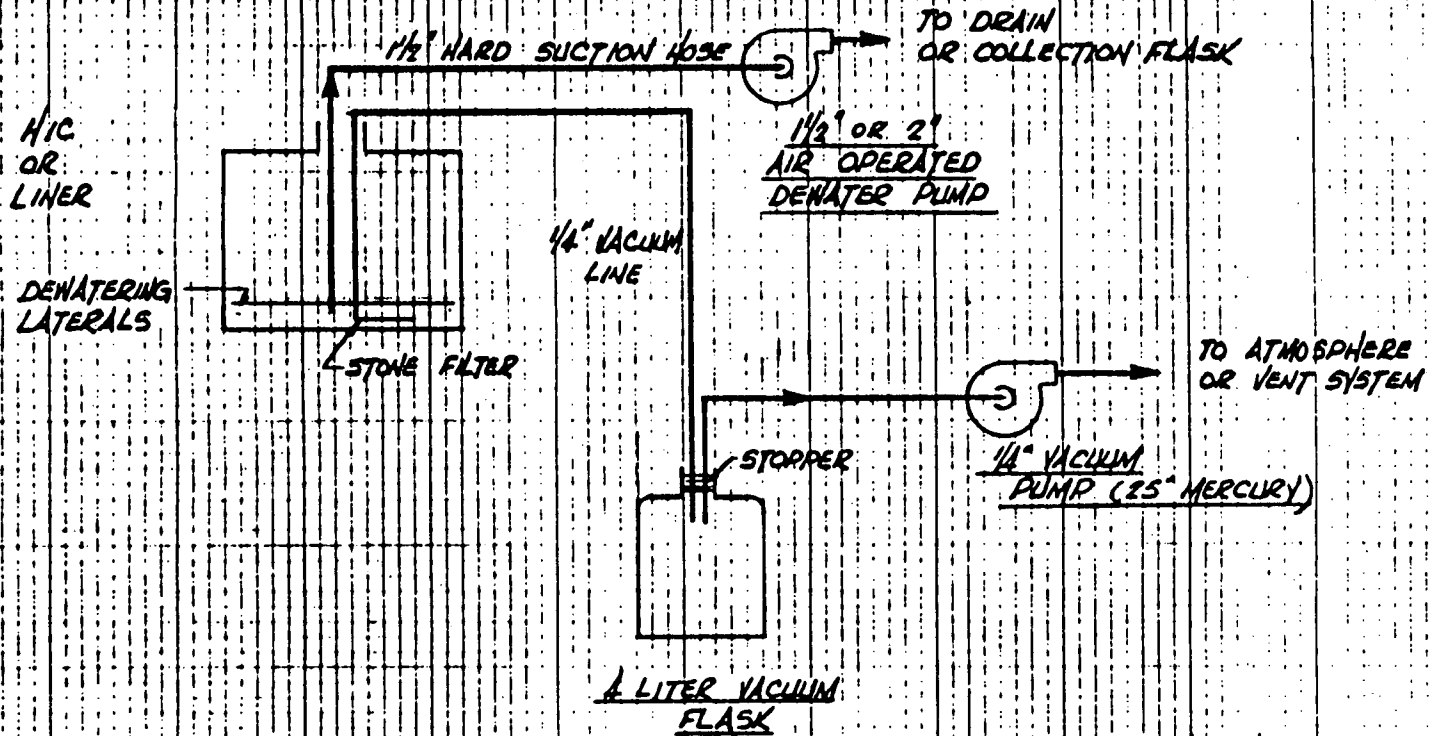 TO DRAIN
OR COLLECTION FLASK
1½" HARD SUCTION HOSE
HIC
OR
LINER
1½" OR 2"
AIR OPERATED
DEWATER PUMP
1/4" VACUUM
LINE
DEWATERING
LATERALS
STONE FILTER
TO ATMOSPHERE
OR VENT SYSTEM
STOPPER
1/4" VACUUM
PUMP (25" MERCURY)
4 LITER VACUUM
FLASK